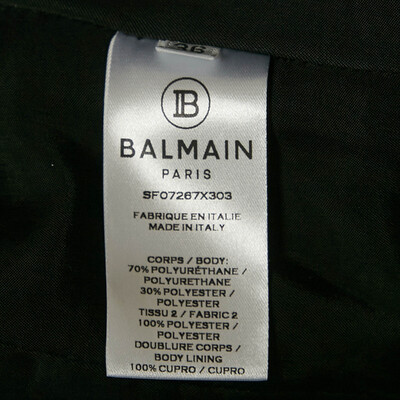 36
B
BALMAIN
PARIS
SF07267X303
FABRIQUE EN ITALIE
MADE IN ITALY
CORPS / BODY:
70% POLYURÉTHANE /
POLYURETHANE
30% POLYESTER /
POLYESTER
TISSU 2 / FABRIC 2
100% POLYESTER /
POLYESTER
DOUBLURE CORPS /
BODY LINING
100% CUPRO / CUPRO